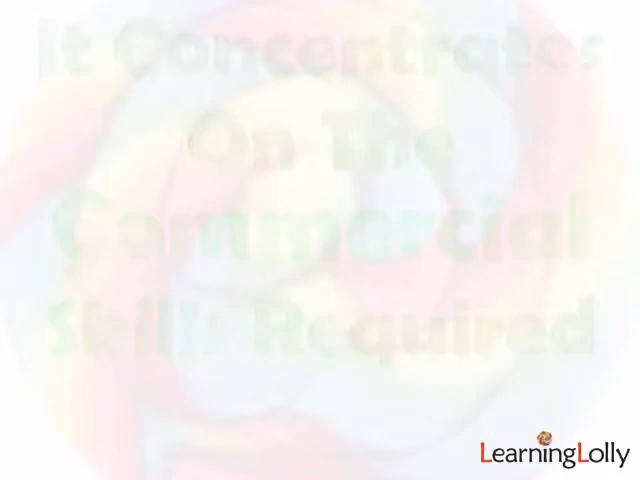 It Concentrates
On The
Commercial
Skills Required
LearningLolly